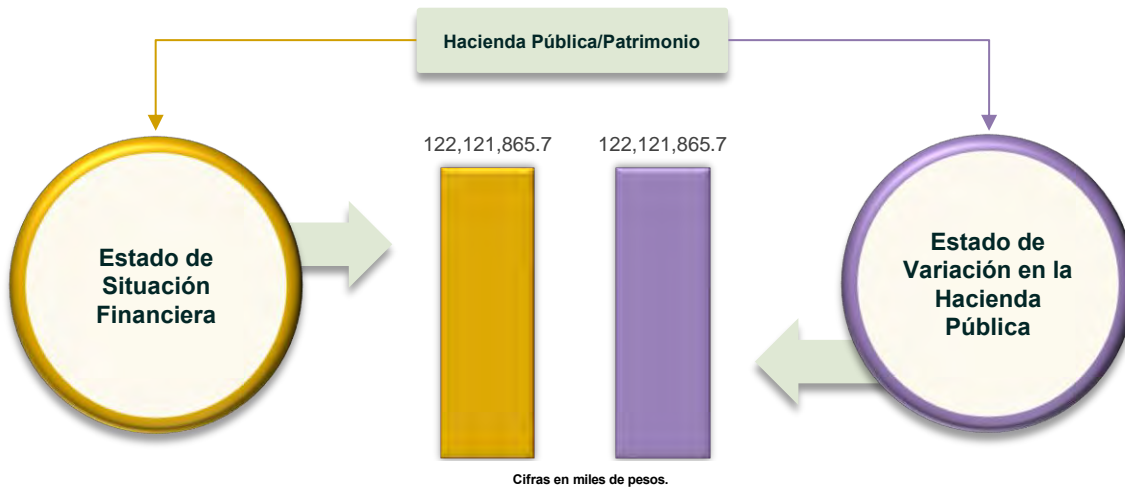 Hacienda Pública/Patrimonio
122,121,865.7
122,121,865.7
Estado de
Situación
Financiera
Estado de
Variación en la
Hacienda
Pública
Cifras en miles de pesos.